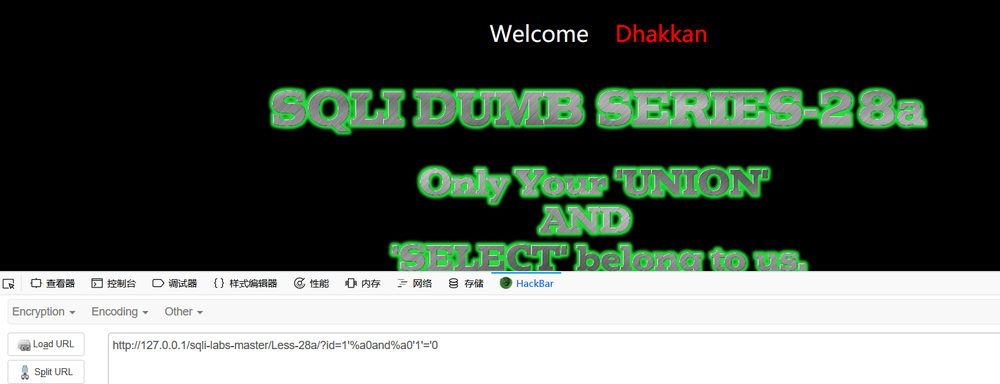 Welcome Dhakkan
SQLI DUMB SERIES-28a
Only Your 'UNION'
AND
'SELECT' belong to us.
查看器 控制台 调试器 {} 样式编辑器 性能 内存 网络 存储 HackBar
Encryption Encoding Other
Load URL http://127.0.0.1/sqli-labs-master/Less-28a/?id=1'%a0and%a0'1'='0
Split URL